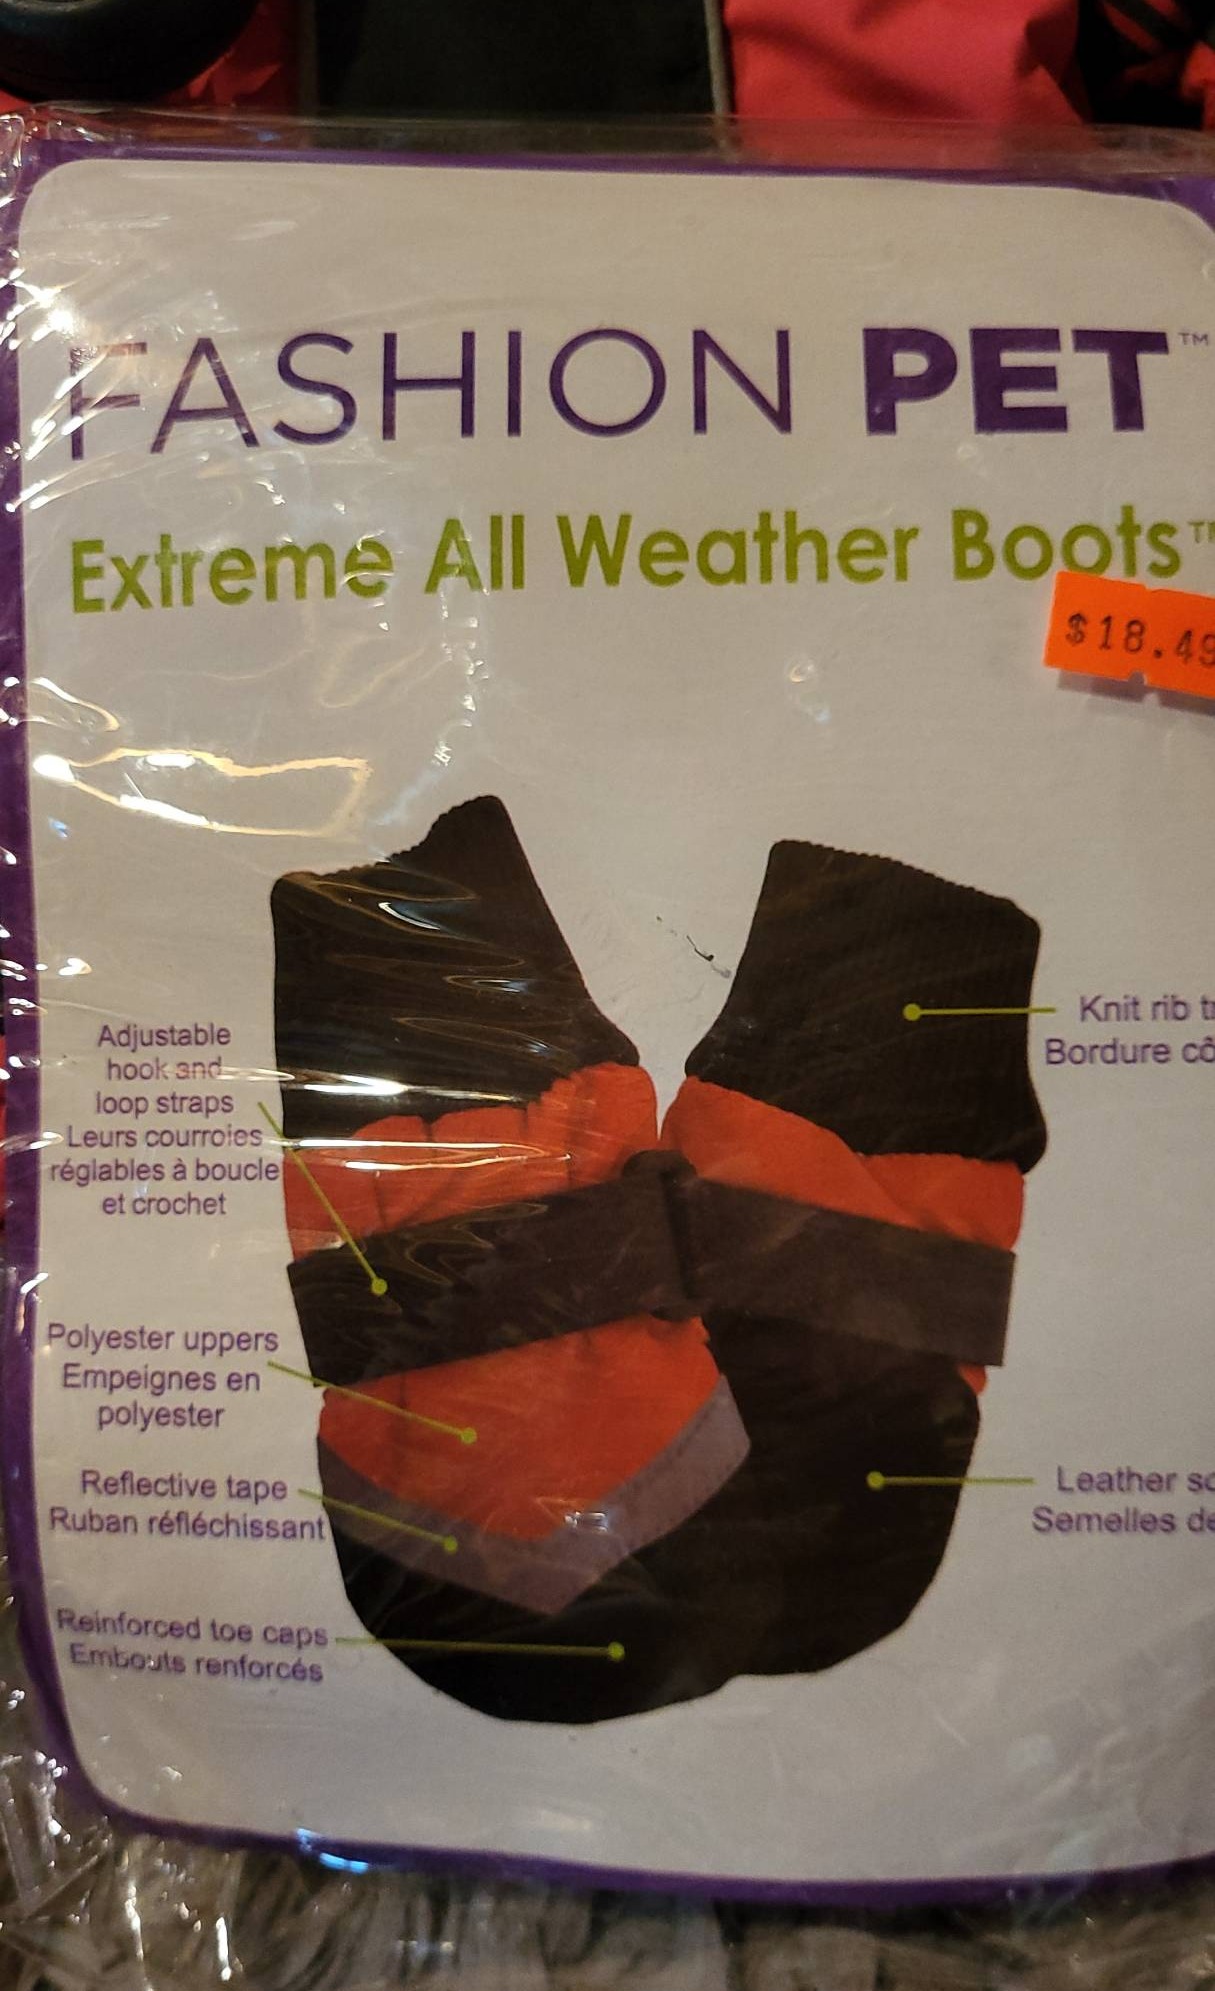 FASHION PET™
Extreme All Weather Boots™
$18.49
Adjustable
hook and
loop straps
Leurs courroies
réglables à boucle
et crochet
Knit rib
Bordure
Polyester uppers
Empeignes en
polyester
Reflective tape
Ruban réfléchissant
Leather
Semelles
Reinforced toe caps
Embouts renforcés